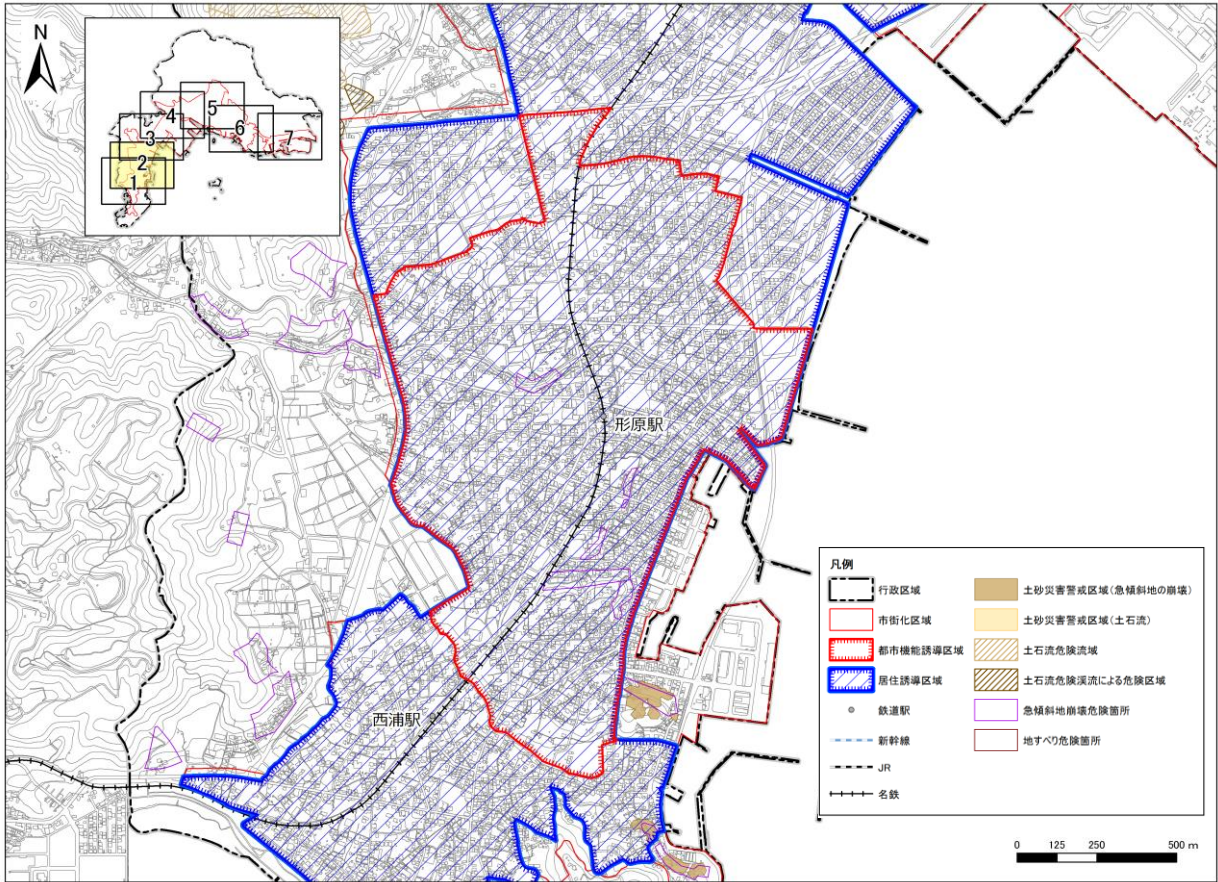 N
5
4
6
7
3
2
1
形原駅
西浦駅
凡例
行政区域
市街化区域
都市機能誘導区域
居住誘導区域
鉄道駅
新幹線
JR
名鉄
土砂災害警戒区域(急傾斜地の崩壊)
土砂災害警戒区域(土石流)
土石流危険流域
土石流危険渓流による危険区域
急傾斜地崩壊危険箇所
地すべり危険箇所
0 125 250 500 m